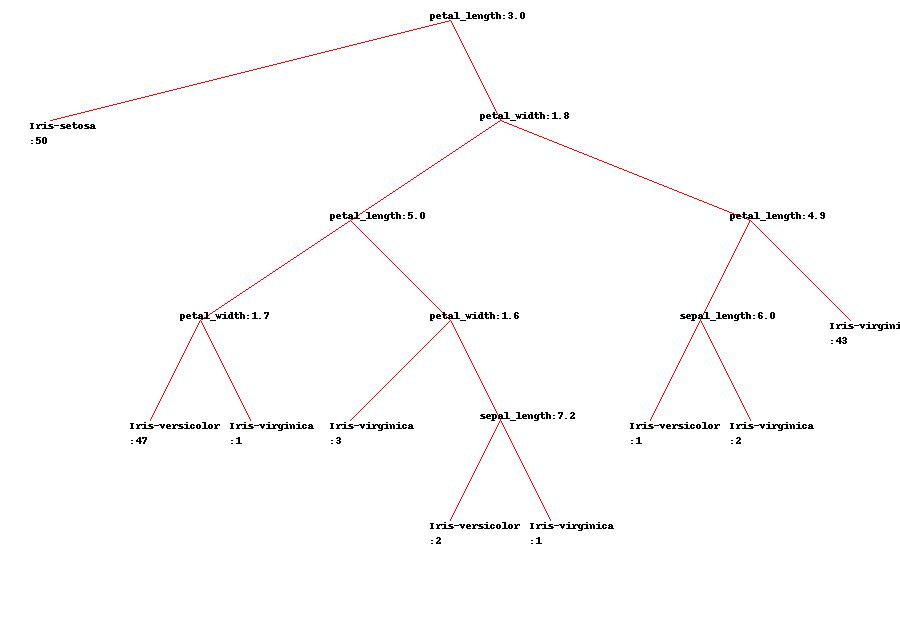 petal_length:3.0
Iris-setosa
:50
petal_width:1.8
petal_length:5.0
petal_length:4.9
petal_width:1.7
petal_width:1.6
sepal_length:6.0
Iris-virgini
:43
Iris-versicolor
:47
Iris-virginica
:1
Iris-virginica
:3
sepal_length:7.2
Iris-versicolor
:1
Iris-virginica
:2
Iris-versicolor
:2
Iris-virginica
:1